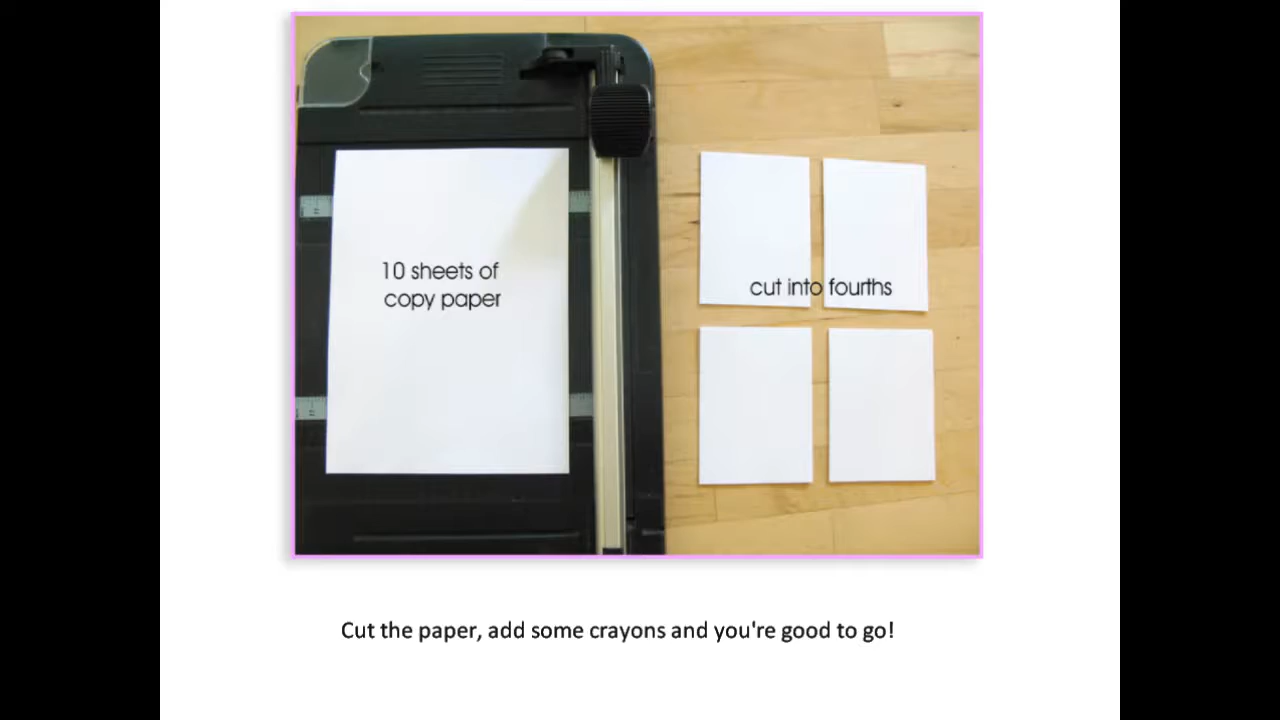 10 sheets of
copy paper
cut into fourths
Cut the paper, add some crayons and you're good to go!